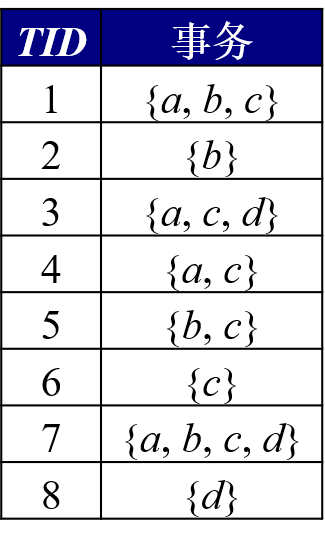 TID 事务
1 {a, b, c}
2 {b}
3 {a, c, d}
4 {a, c}
5 {b, c}
6 {c}
7 {a, b, c, d}
8 {d}